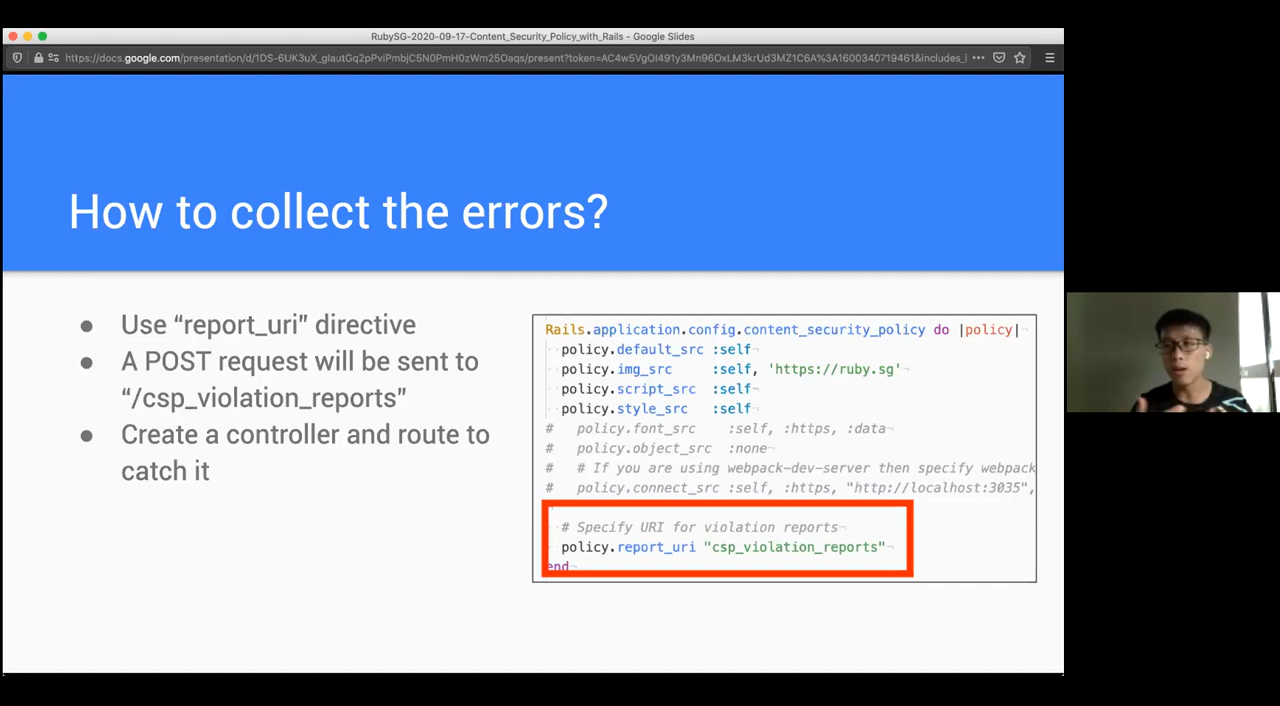 RubySG-2020-09-17-Content_Security_Policy_with_Rails - Google Slides
How to collect the errors?
● Use “report_uri” directive
● A POST request will be sent to
“/csp_violation_reports”
● Create a controller and route to
catch it
Rails.application.config.content_security_policy do |policy|¬
policy.default_src :self¬
policy.img_src :self, 'https://ruby.sg'¬
policy.script_src :self¬
policy.style_src :self¬
# policy.font_src :self, :https, :data¬
# policy.object_src :none¬
# # If you are using webpack-dev-server then specify webpack
# policy.connect_src :self, :https, "http://localhost:3035",
# Specify URI for violation reports¬
policy.report_uri "csp_violation_reports"¬
end¬